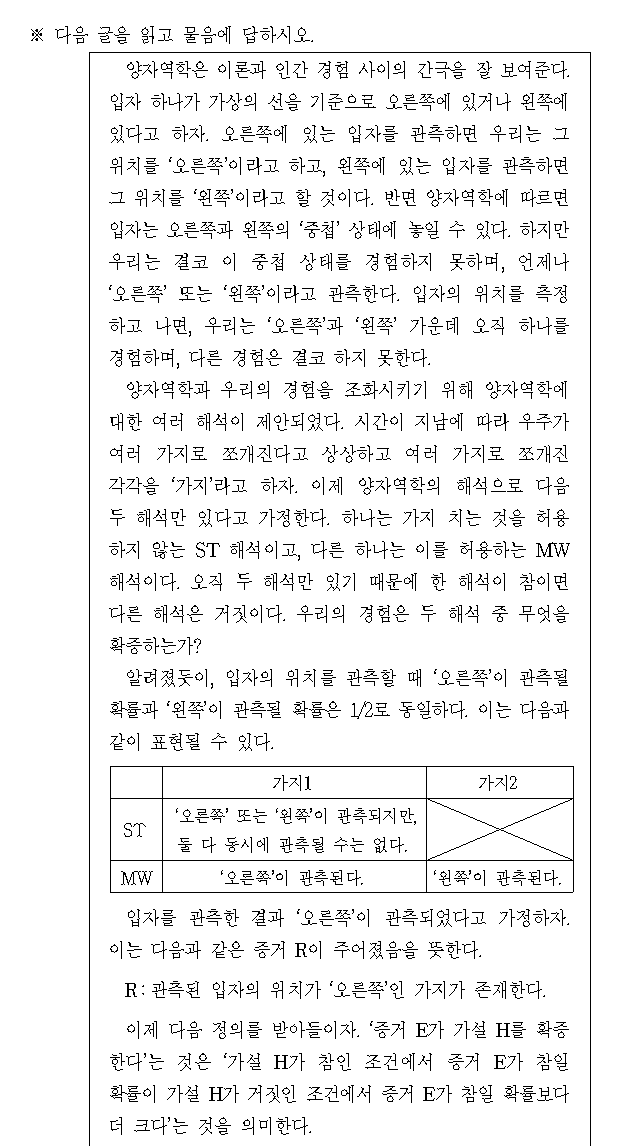 ※ 다음 글을 읽고 물음에 답하시오.
양자역학은 이론과 인간 경험 사이의 간극을 잘 보여준다.
입자 하나가 가상의 선을 기준으로 오른쪽에 있거나 왼쪽에
있다고 하자. 오른쪽에 있는 입자를 관측하면 우리는 그
위치를 ‘오른쪽’이라고 하고, 왼쪽에 있는 입자를 관측하면
그 위치를 ‘왼쪽’이라고 할 것이다. 반면 양자역학에 따르면
입자는 오른쪽과 왼쪽의 ‘중첩’ 상태에 놓일 수 있다. 하지만
우리는 결코 이 중첩 상태를 경험하지 못하며, 언제나
‘오른쪽’ 또는 ‘왼쪽’이라고 관측한다. 입자의 위치를 측정
하고 나면, 우리는 ‘오른쪽’과 ‘왼쪽’ 가운데 오직 하나를
경험하며, 다른 경험은 결코 하지 못한다.
양자역학과 우리의 경험을 조화시키기 위해 양자역학에
대한 여러 해석이 제안되었다. 시간이 지남에 따라 우주가
여러 가지로 쪼개진다고 상상하고 여러 가지로 쪼개진
각각을 ‘가지’라고 하자. 이제 양자역학의 해석으로 다음
두 해석만 있다고 가정한다. 하나는 가지 치는 것을 허용
하지 않는 ST 해석이고, 다른 하나는 이를 허용하는 MW
해석이다. 오직 두 해석만 있기 때문에 한 해석이 참이면
다른 해석은 거짓이다. 우리의 경험은 두 해석 중 무엇을
확증하는가?
알려졌듯이, 입자의 위치를 관측할 때 ‘오른쪽’이 관측될
확률과 ‘왼쪽’이 관측될 확률은 1/2로 동일하다. 이는 다음과
같이 표현될 수 있다.
가지1 가지2
‘오른쪽’ 또는 ‘왼쪽’이 관측되지만,
ST
둘 다 동시에 관측될 수는 없다.
MW ‘오른쪽’이 관측된다. ‘왼쪽’이 관측된다.
입자를 관측한 결과 ‘오른쪽’이 관측되었다고 가정하자.
이는 다음과 같은 증거 R이 주어졌음을 뜻한다.
R: 관측된 입자의 위치가 ‘오른쪽’인 가지가 존재한다.
이제 다음 정의를 받아들이자. ‘증거 E가 가설 H를 확증
한다’는 것은 ‘가설 H가 참인 조건에서 증거 E가 참일
확률이 가설 H가 거짓인 조건에서 증거 E가 참일 확률보다
더 크다’는 것을 의미한다.